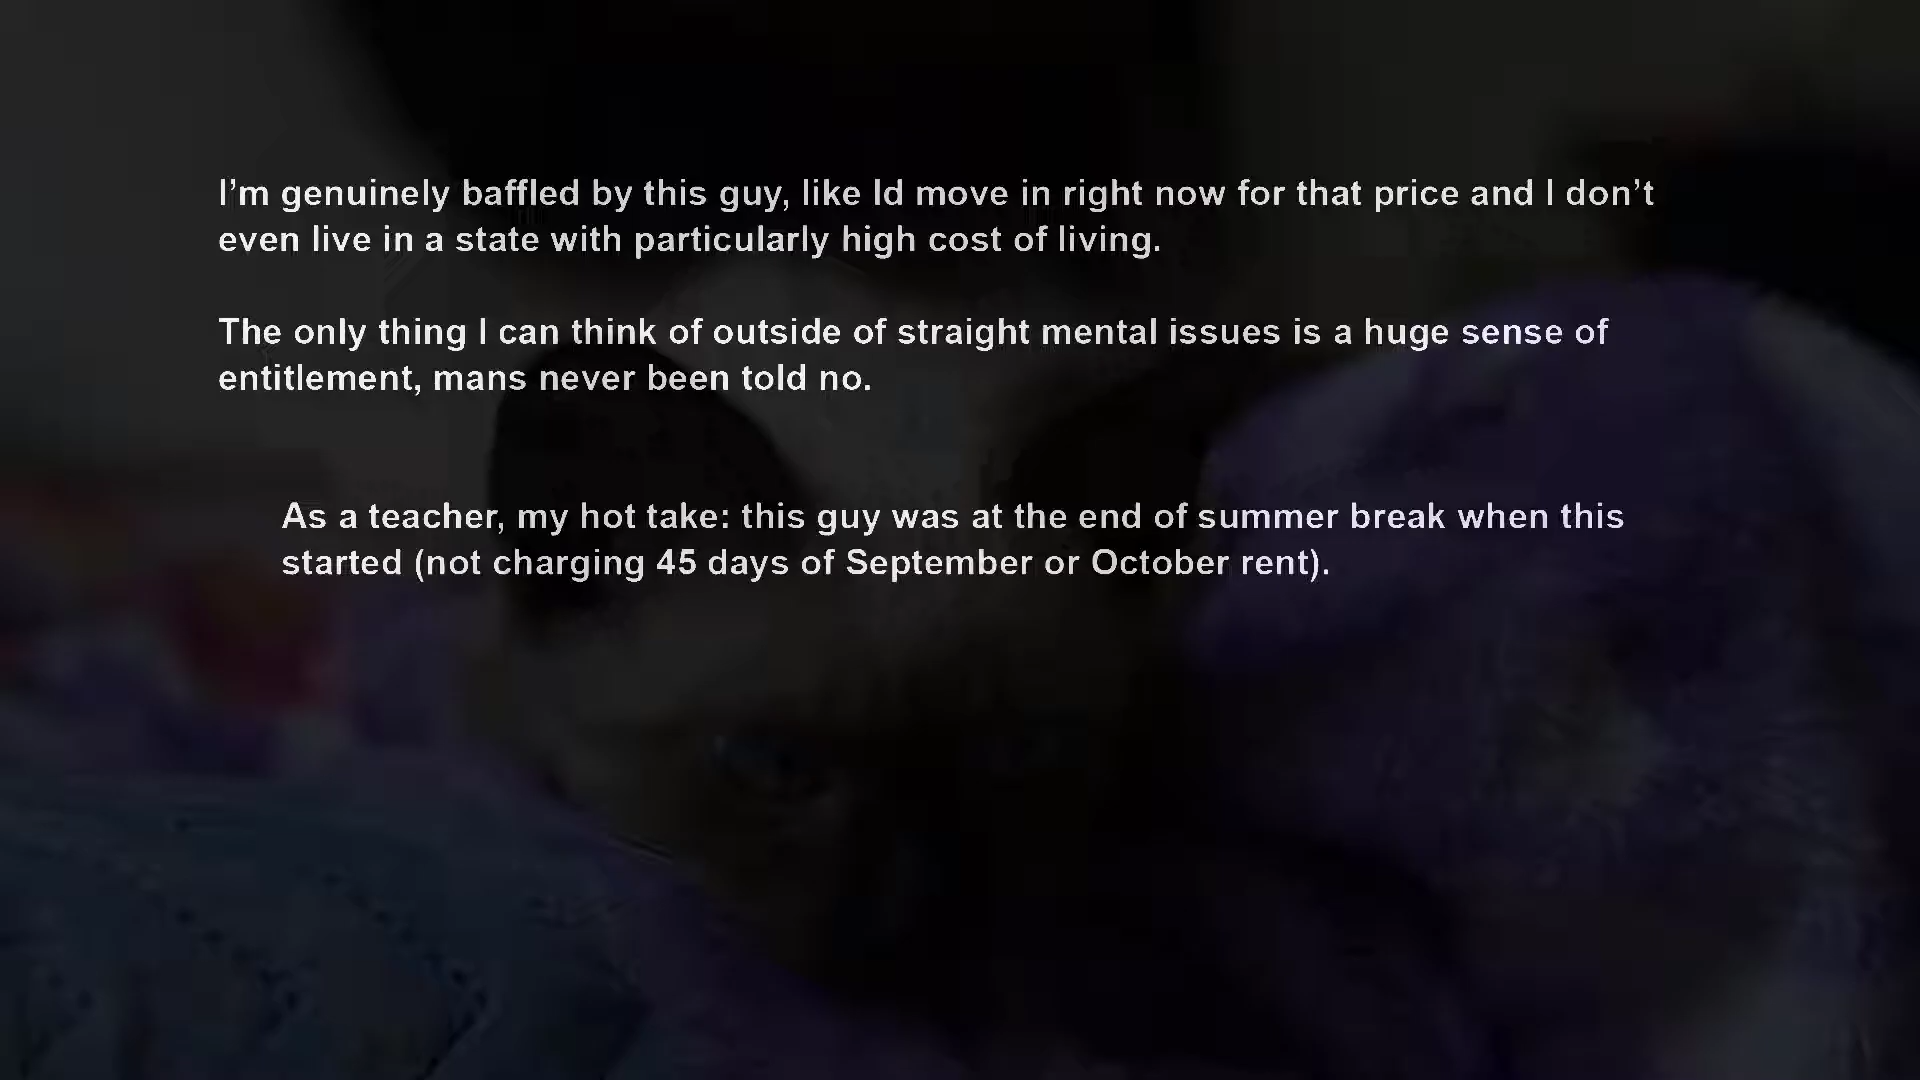 I’m genuinely baffled by this guy, like Id move in right now for that price and I don’t
even live in a state with particularly high cost of living.
The only thing I can think of outside of straight mental issues is a huge sense of
entitlement, mans never been told no.
As a teacher, my hot take: this guy was at the end of summer break when this
started (not charging 45 days of September or October rent).